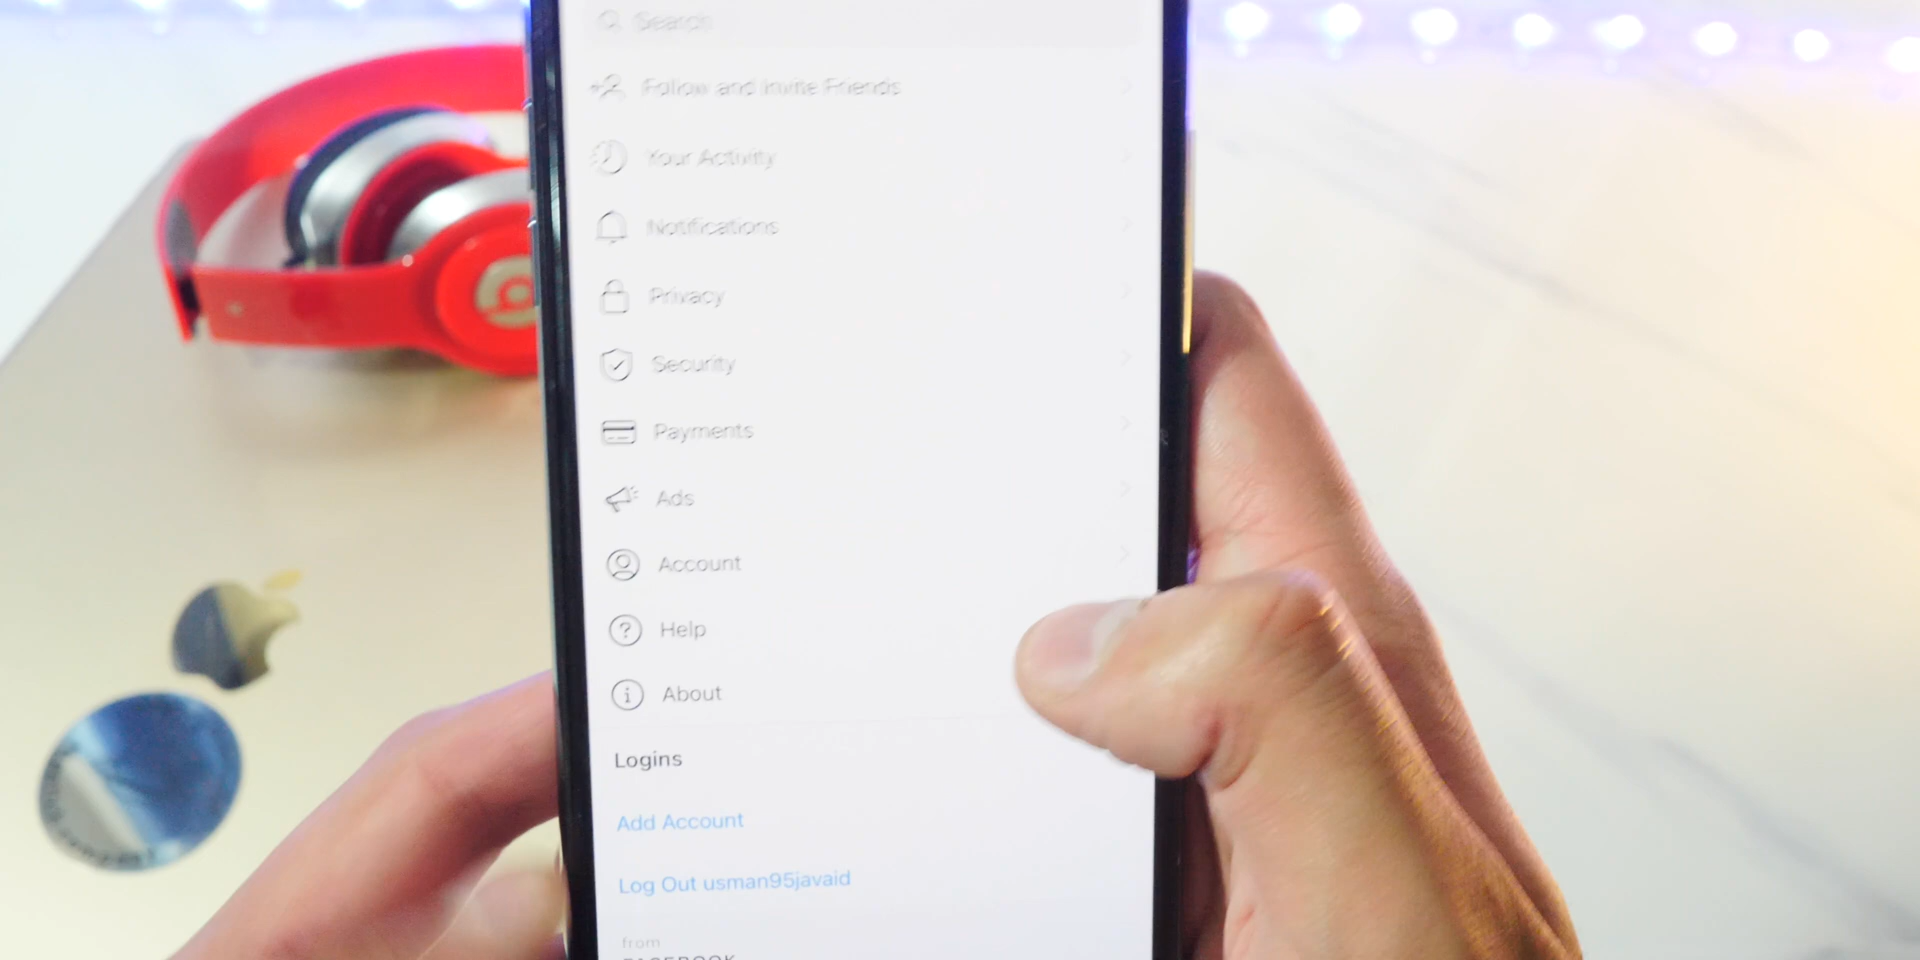 Search
Follow and Invite Friends
Your Activity
Notifications
Privacy
Security
Payments
Ads
Account
Help
About
Logins
Add Account
Log Out usman95javaid
from
FACEBOOK